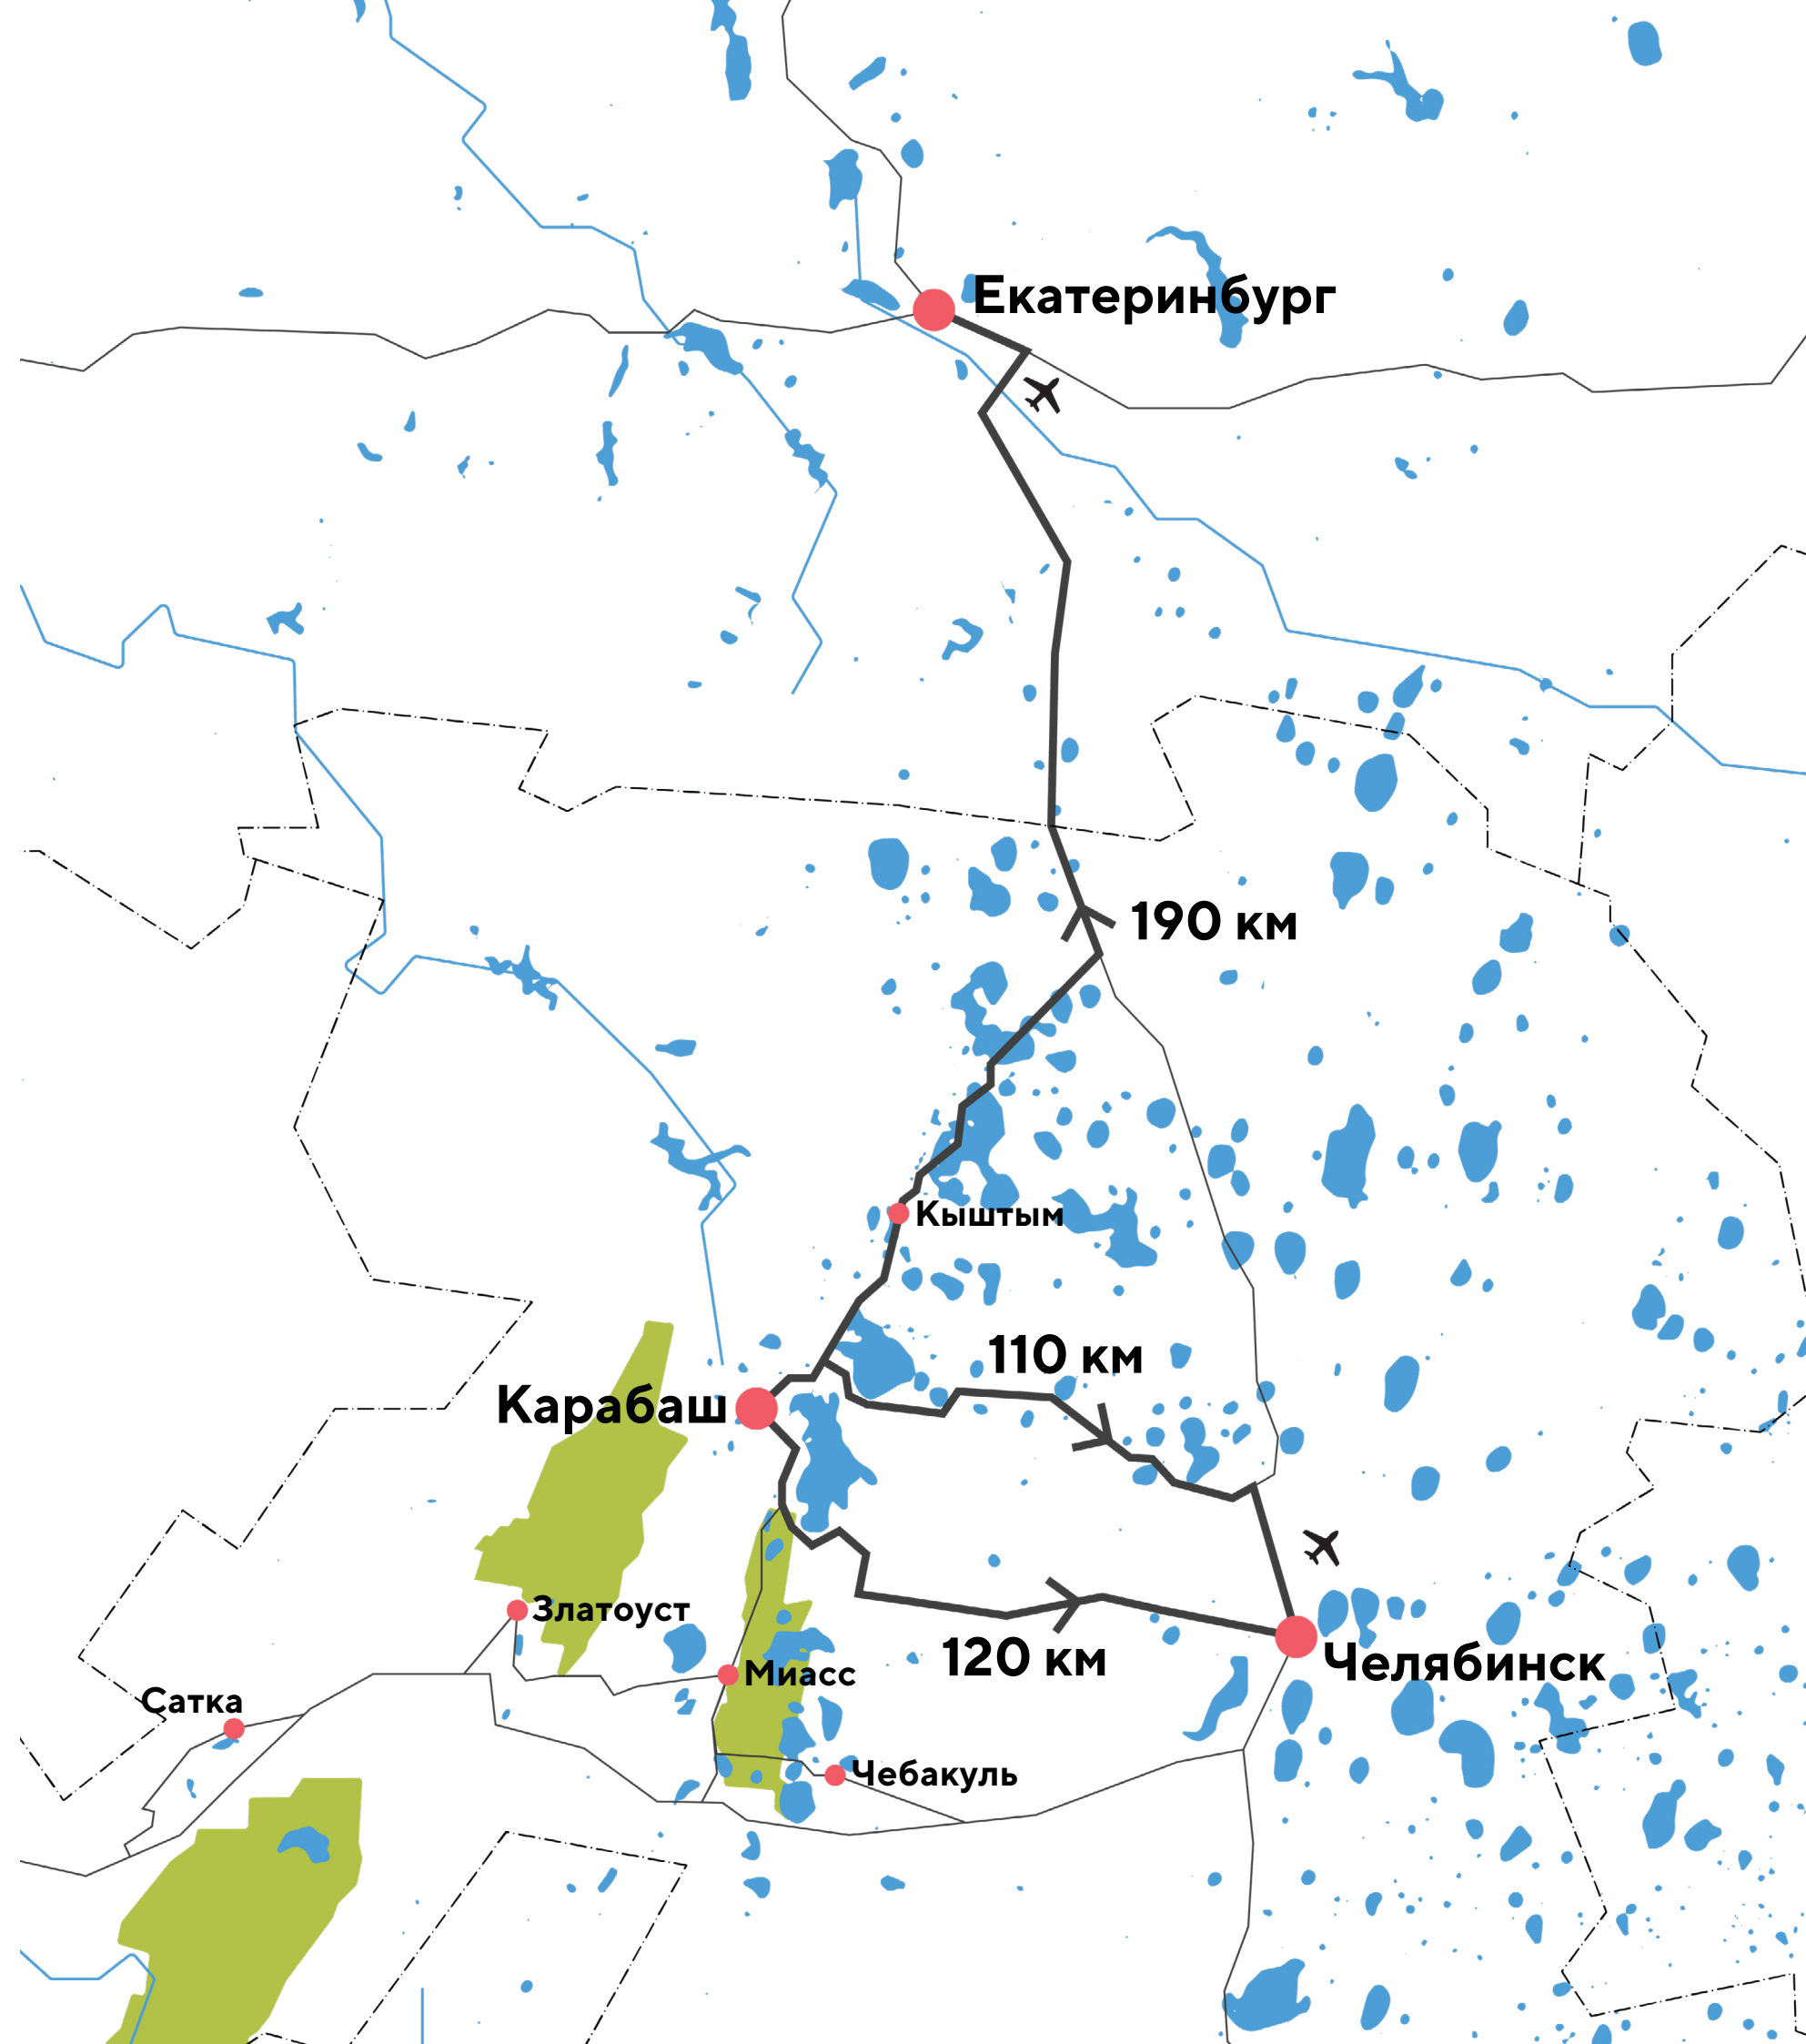 Екатеринбург
190 км
Кыштым
110 км
Карабаш
Златоуст
120 км
Челябинск
Миасс
Сатка
Чебакуль